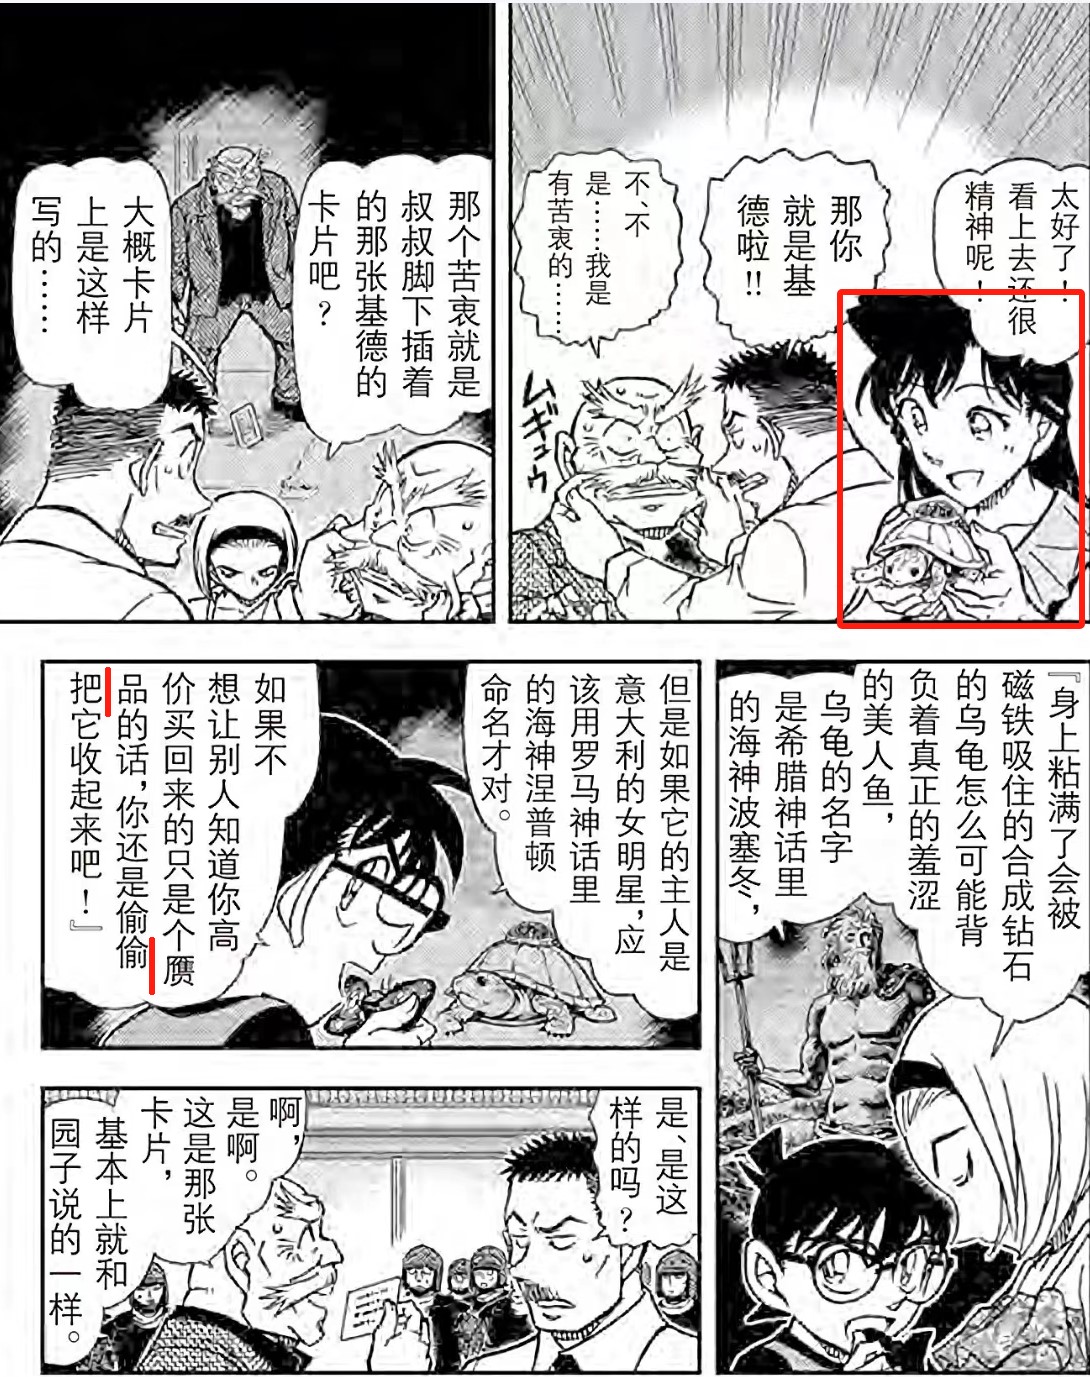 太好了！
看上去还很
精神呢！
那你
就是基
德啦！！
不、不
是……我是
有苦衷的……
ムギュウ
那个苦衷就是
叔叔脚下插着
的那张基德的
卡片吧？
大概卡片
上是这样
写的……
『身上粘满了会被
磁铁吸住的合成钻石
的乌龟怎么可能背
负着真正的羞涩
的美人鱼，
乌龟的名字
是希腊神话里
的海神波塞冬，
但是如果它的主人是
意大利的女明星，应
该用罗马神话里
的海神涅普顿
命名才对。
如果不
想让别人知道你高
价买回来的只是个赝
品的话，你还是偷偷
把它收起来吧！』
是、是这
样的吗？
啊，
是啊。
这是那张
卡片，
基本上就和
园子说的一样。